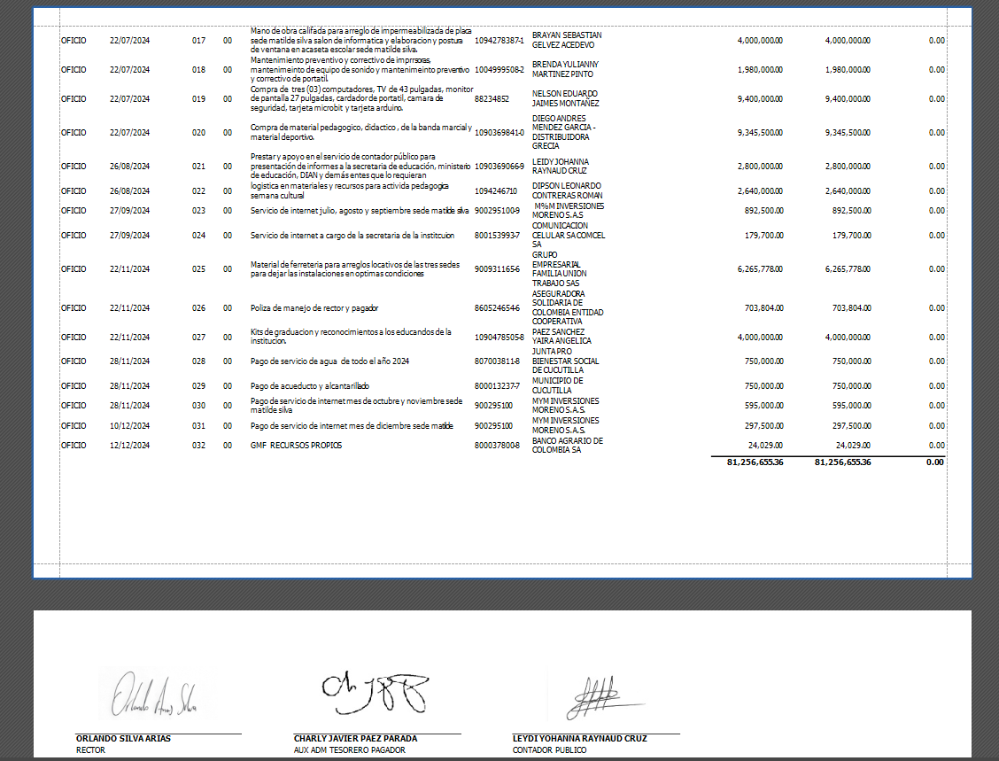 OFICIO 22/07/2024 017 00 Mano de obra califada para arreglo de impermeabilizada de placa sede matilde silva salon de informatica y elaboracion y postura de ventana en acaseta escolar sede matilde silva. 1094278387-1 BRAYAN SEBASTIAN GELVEZ ACEDEVO 4,000,000.00 4,000,000.00 0.00
OFICIO 22/07/2024 018 00 Mantenimiento preventivo y correctivo de imprrsoras, mantenimeinto de equipo de sonido y mantenimeinto preventivo y correctivo de portatil. 1004999508-2 BRENDA YULIANNY MARTINEZ PINTO 1,980,000.00 1,980,000.00 0.00
OFICIO 22/07/2024 019 00 Compra de tres (03) computadores, TV de 43 pulgadas, monitor de pantalla 27 pulgadas, cardador de portatil, camara de seguridad, tarjeta microbit y tarjeta arduino. 88234852 NELSON EDUARDO JAIMES MONTAÑEZ 9,400,000.00 9,400,000.00 0.00
OFICIO 22/07/2024 020 00 Compra de material pedagogico, didactico , de la banda marcial y material deportivo. 1090369841-0 DIEGO ANDRES MENDEZ GARCIA - DISTRIBUIDORA GRECIA 9,345,500.00 9,345,500.00 0.00
OFICIO 26/08/2024 021 00 Prestar y apoyo en el servicio de contador público para presentación de informes a la secretaria de educación, ministerio de educación, DIAN y demás entes que lo requieran 1090369066-9 LEIDY JOHANNA RAYNAUD CRUZ 2,800,000.00 2,800,000.00 0.00
OFICIO 26/08/2024 022 00 logistica en materiales y recursos para activida pedagogica semana cultural 1094246710 DIPSON LEONARDO CONTRERAS ROMAN 2,640,000.00 2,640,000.00 0.00
OFICIO 27/09/2024 023 00 Servicio de internet julio, agosto y septiembre sede matilde silva 900295100-9 M%M INVERSIONES MORENO S.A.S 892,500.00 892,500.00 0.00
OFICIO 27/09/2024 024 00 Servicio de internet a cargo de la secretaria de la institcuion 800153993-7 COMUNICACION CELULAR SA COMCEL SA 179,700.00 179,700.00 0.00
OFICIO 22/11/2024 025 00 Material de ferreteria para arreglos locativos de las tres sedes para dejar las instalaciones en optimas condiciones 900931165-6 GRUPO EMPRESARIAL FAMILIA UNION TRABAJO SAS 6,265,778.00 6,265,778.00 0.00
OFICIO 22/11/2024 026 00 Poliza de manejo de rector y pagador 860524654-6 ASEGURADORA SOLIDARIA DE COLOMBIA ENTIDAD COOPERATIVA 703,804.00 703,804.00 0.00
OFICIO 22/11/2024 027 00 Kits de graduacion y reconocimientos a los educandos de la institucion. 1090478505-8 PAEZ SANCHEZ YAIRA ANGELICA 4,000,000.00 4,000,000.00 0.00
OFICIO 28/11/2024 028 00 Pago de servicio de agua de todo el año 2024 807003811-8 JUNTA PRO BIENESTAR SOCIAL DE CUCUTILLA 750,000.00 750,000.00 0.00
OFICIO 28/11/2024 029 00 Pago de acueducto y alcantarillado 800013237-7 MUNICIPIO DE CUCUTILLA 750,000.00 750,000.00 0.00
OFICIO 28/11/2024 030 00 Pago de servicio de internet mes de octubre y noviembre sede matilde silva 900295100 MYM INVERSIONES MORENO S.A.S. 595,000.00 595,000.00 0.00
OFICIO 10/12/2024 031 00 Pago de servicio de internet mes de diciembre sede matilde 900295100 MYM INVERSIONES MORENO S.A.S. 297,500.00 297,500.00 0.00
OFICIO 12/12/2024 032 00 GMF RECURSOS PROPIOS 800037800-8 BANCO AGRARIO DE COLOMBIA SA 24,029.00 24,029.00 0.00
81,256,655.36 81,256,655.36 0.00
Orlando Arias Silva
ORLANDO SILVA ARIAS CHARLY JAVIER PAEZ PARADA LEYDI YOHANNA RAYNAUD CRUZ
RECTOR AUX ADM TESORERO PAGADOR CONTADOR PUBLICO